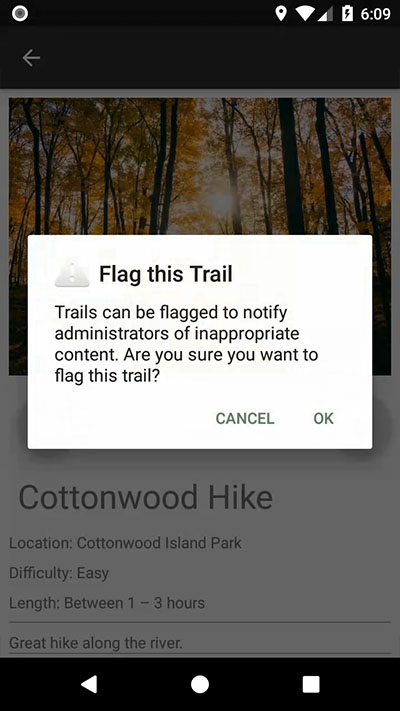 6:09
Flag this Trail
Trails can be flagged to notify
administrators of inappropriate
content. Are you sure you want to
flag this trail?
CANCEL OK
Cottonwood Hike
Location: Cottonwood Island Park
Difficulty: Easy
Length: Between 1 – 3 hours
Great hike along the river.